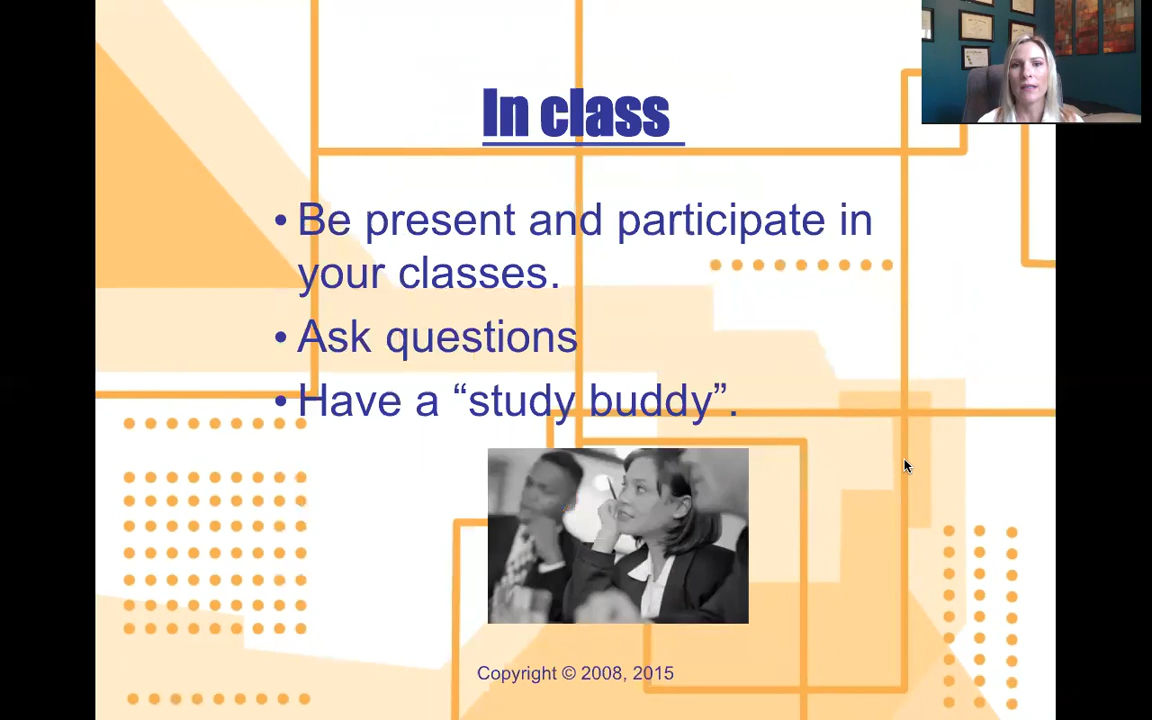 In class
• Be present and participate in
your classes.
• Ask questions
• Have a “study buddy”.
Copyright © 2008, 2015